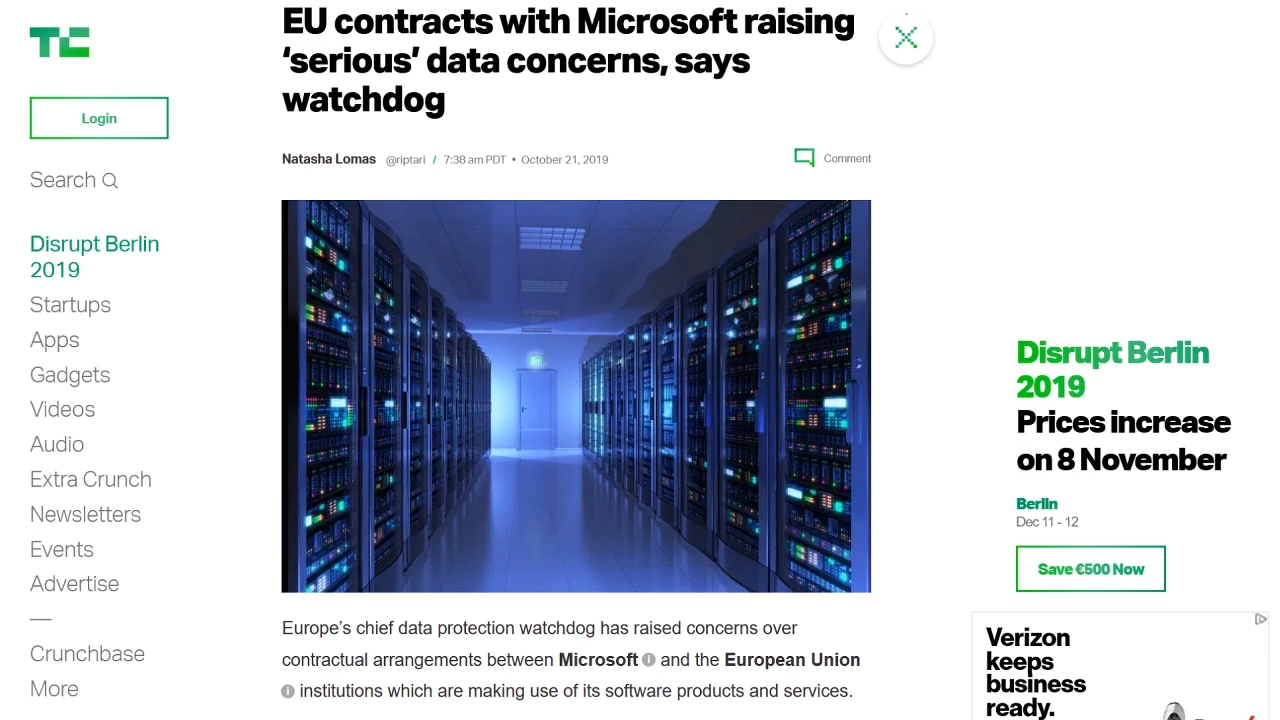 TC
Login
Search
Disrupt Berlin
2019
Startups
Apps
Gadgets
Videos
Audio
Extra Crunch
Newsletters
Events
Advertise
—
Crunchbase
More
EU contracts with Microsoft raising
‘serious’ data concerns, says
watchdog
Natasha Lomas @riptari / 7:38 am PDT • October 21, 2019
Comment
Europe’s chief data protection watchdog has raised concerns over
contractual arrangements between Microsoft and the European Union
institutions which are making use of its software products and services.
Disrupt Berlin
2019
Prices increase
on 8 November
Berlin
Dec 11 - 12
Save €500 Now
Verizon
keeps
business
ready.